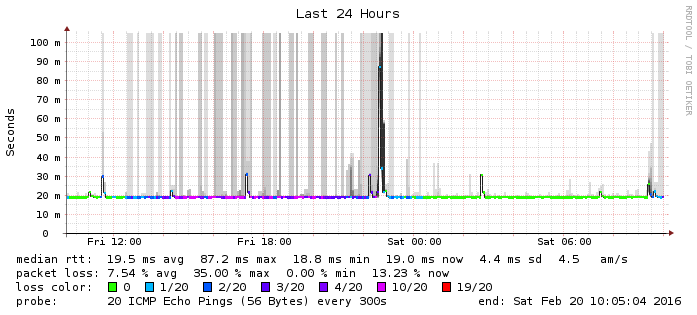 Last 24 Hours
RRDTOOL / TOBI OETIKER
Seconds
100 m
90 m
80 m
70 m
60 m
50 m
40 m
30 m
20 m
10 m
0
Fri 12:00 Fri 18:00 Sat 00:00 Sat 06:00
median rtt: 19.5 ms avg 87.2 ms max 18.8 ms min 19.0 ms now 4.4 ms sd 4.5 am/s
packet loss: 7.54 % avg 35.00 % max 0.00 % min 13.23 % now
loss color: 0 1/20 2/20 3/20 4/20 10/20 19/20
probe: 20 ICMP Echo Pings (56 Bytes) every 300s end: Sat Feb 20 10:05:04 2016